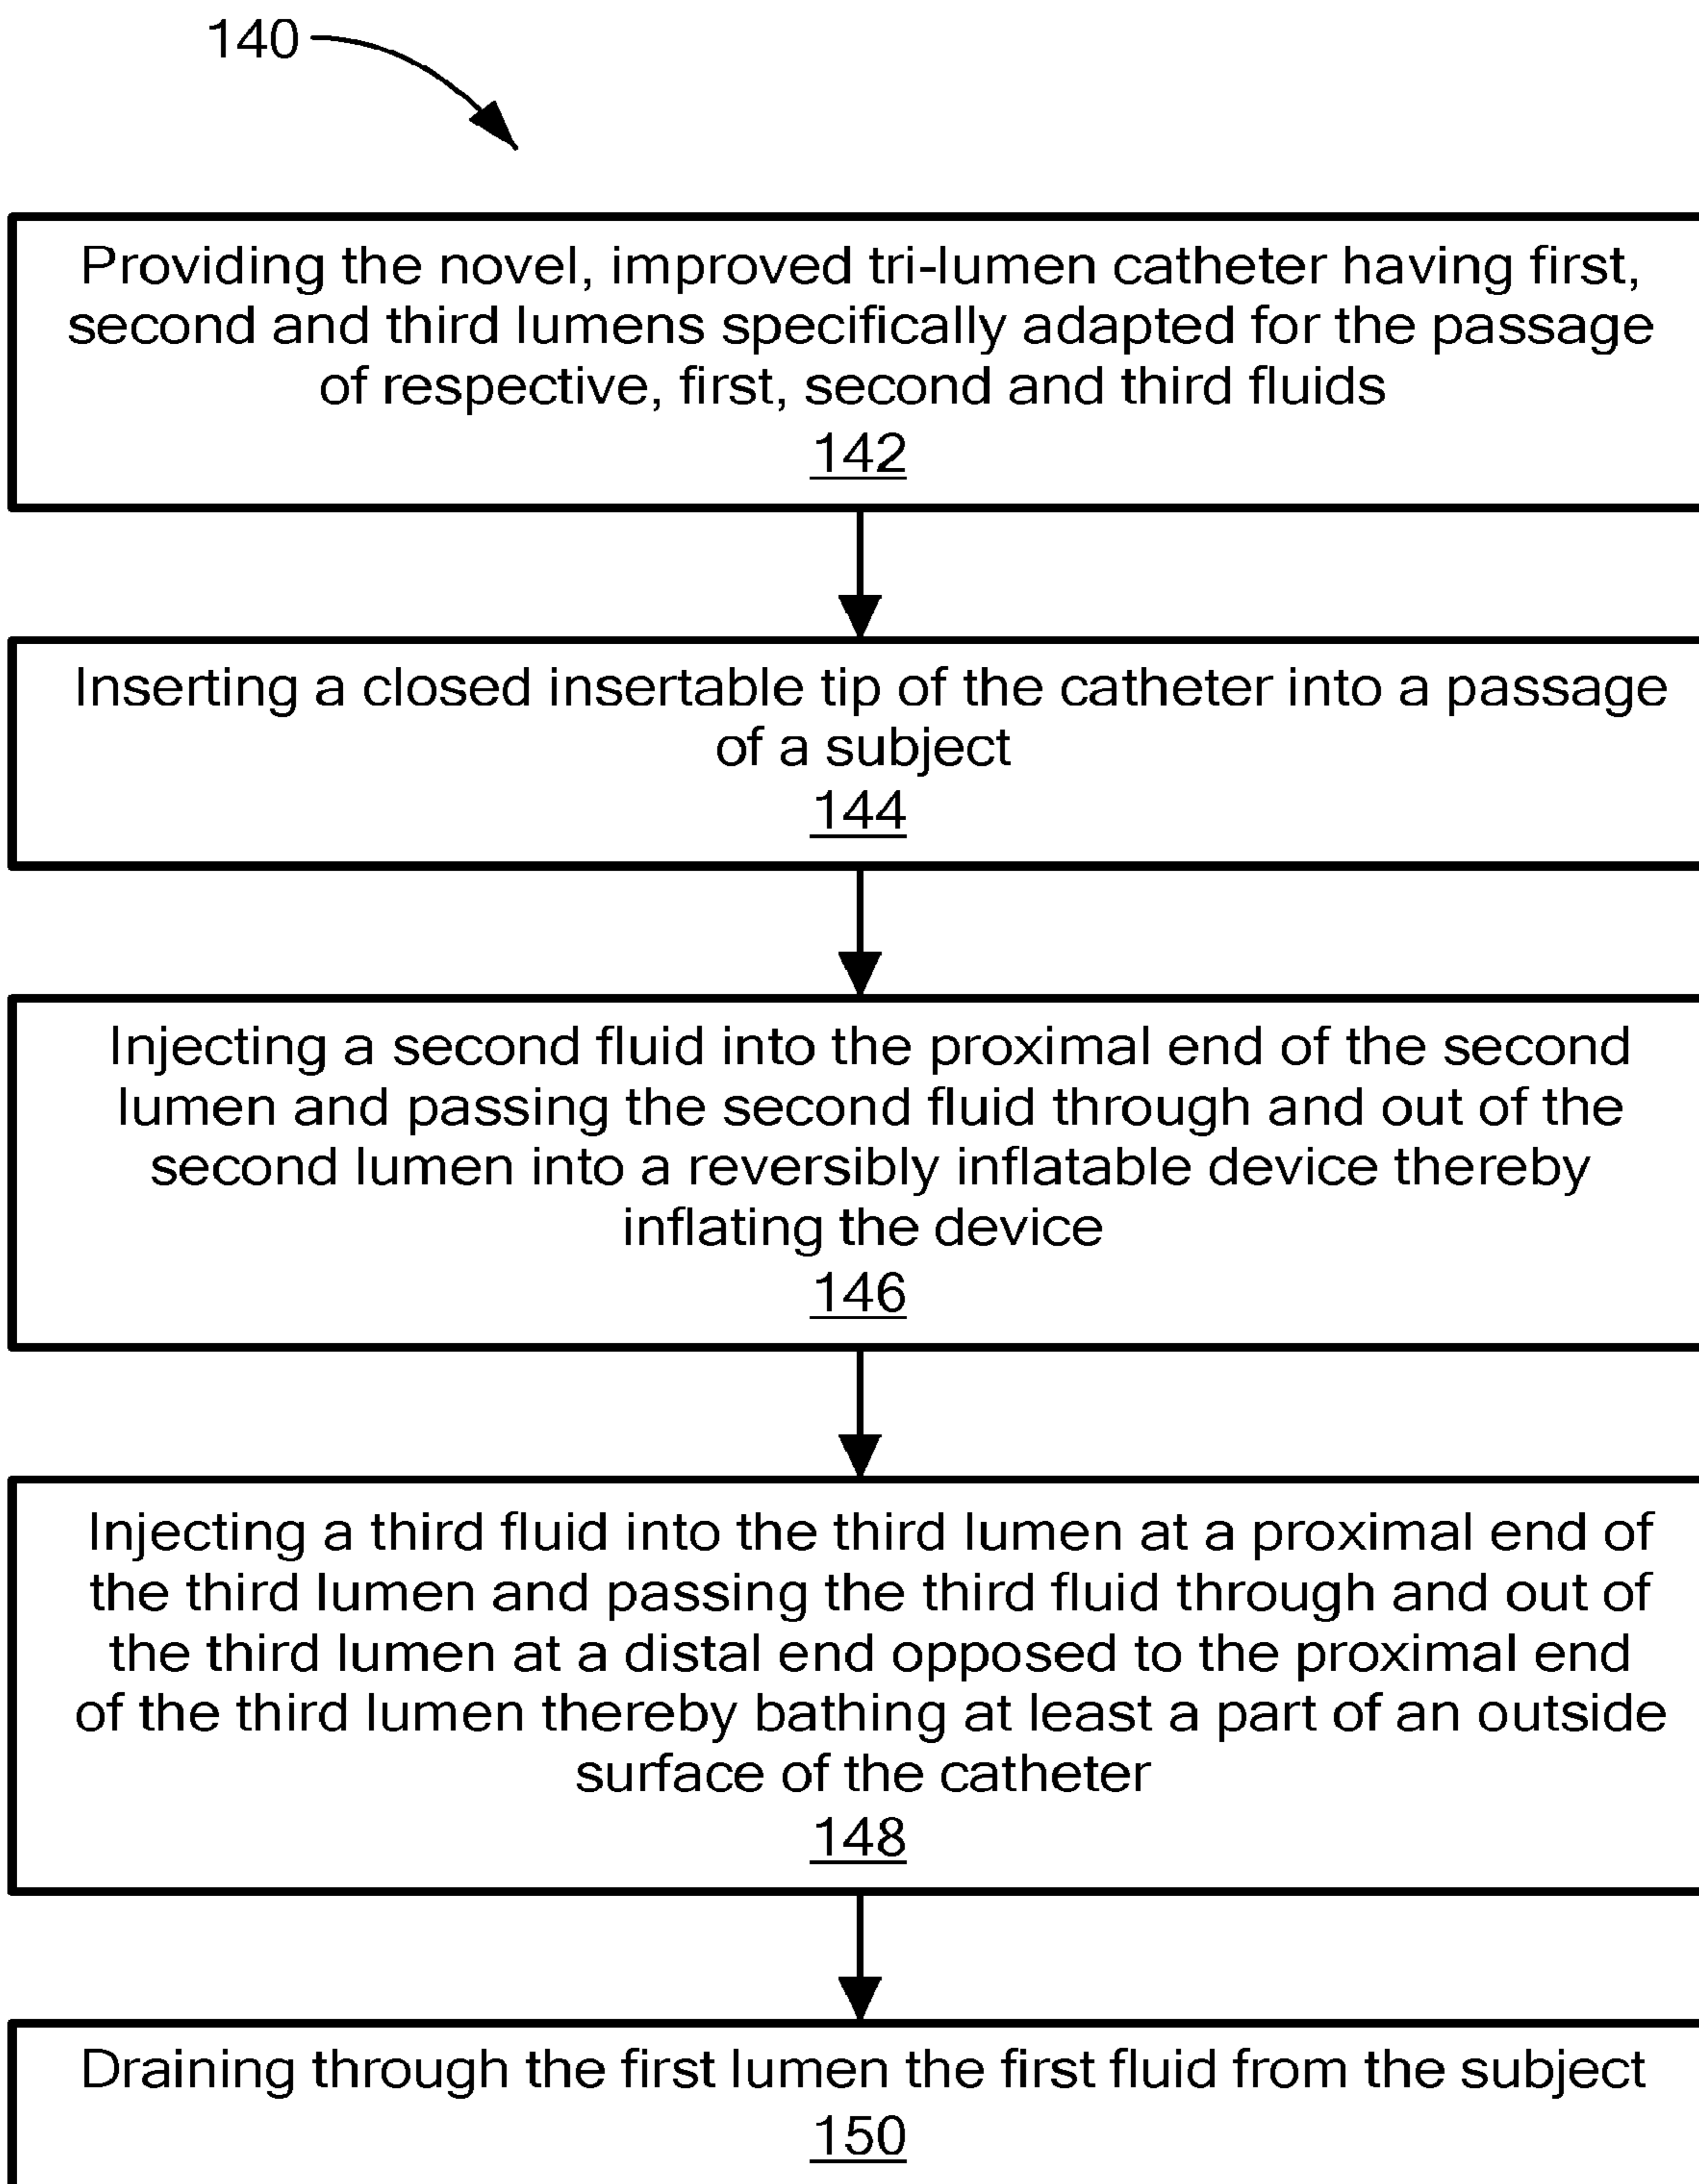 140
Providing the novel, improved tri-lumen catheter having first,
second and third lumens specifically adapted for the passage
of respective, first, second and third fluids
142
Inserting a closed insertable tip of the catheter into a passage
of a subject
144
Injecting a second fluid into the proximal end of the second
lumen and passing the second fluid through and out of the
second lumen into a reversibly inflatable device thereby
inflating the device
146
Injecting a third fluid into the third lumen at a proximal end of
the third lumen and passing the third fluid through and out of
the third lumen at a distal end opposed to the proximal end
of the third lumen thereby bathing at least a part of an outside
surface of the catheter
148
Draining through the first lumen the first fluid from the subject
150